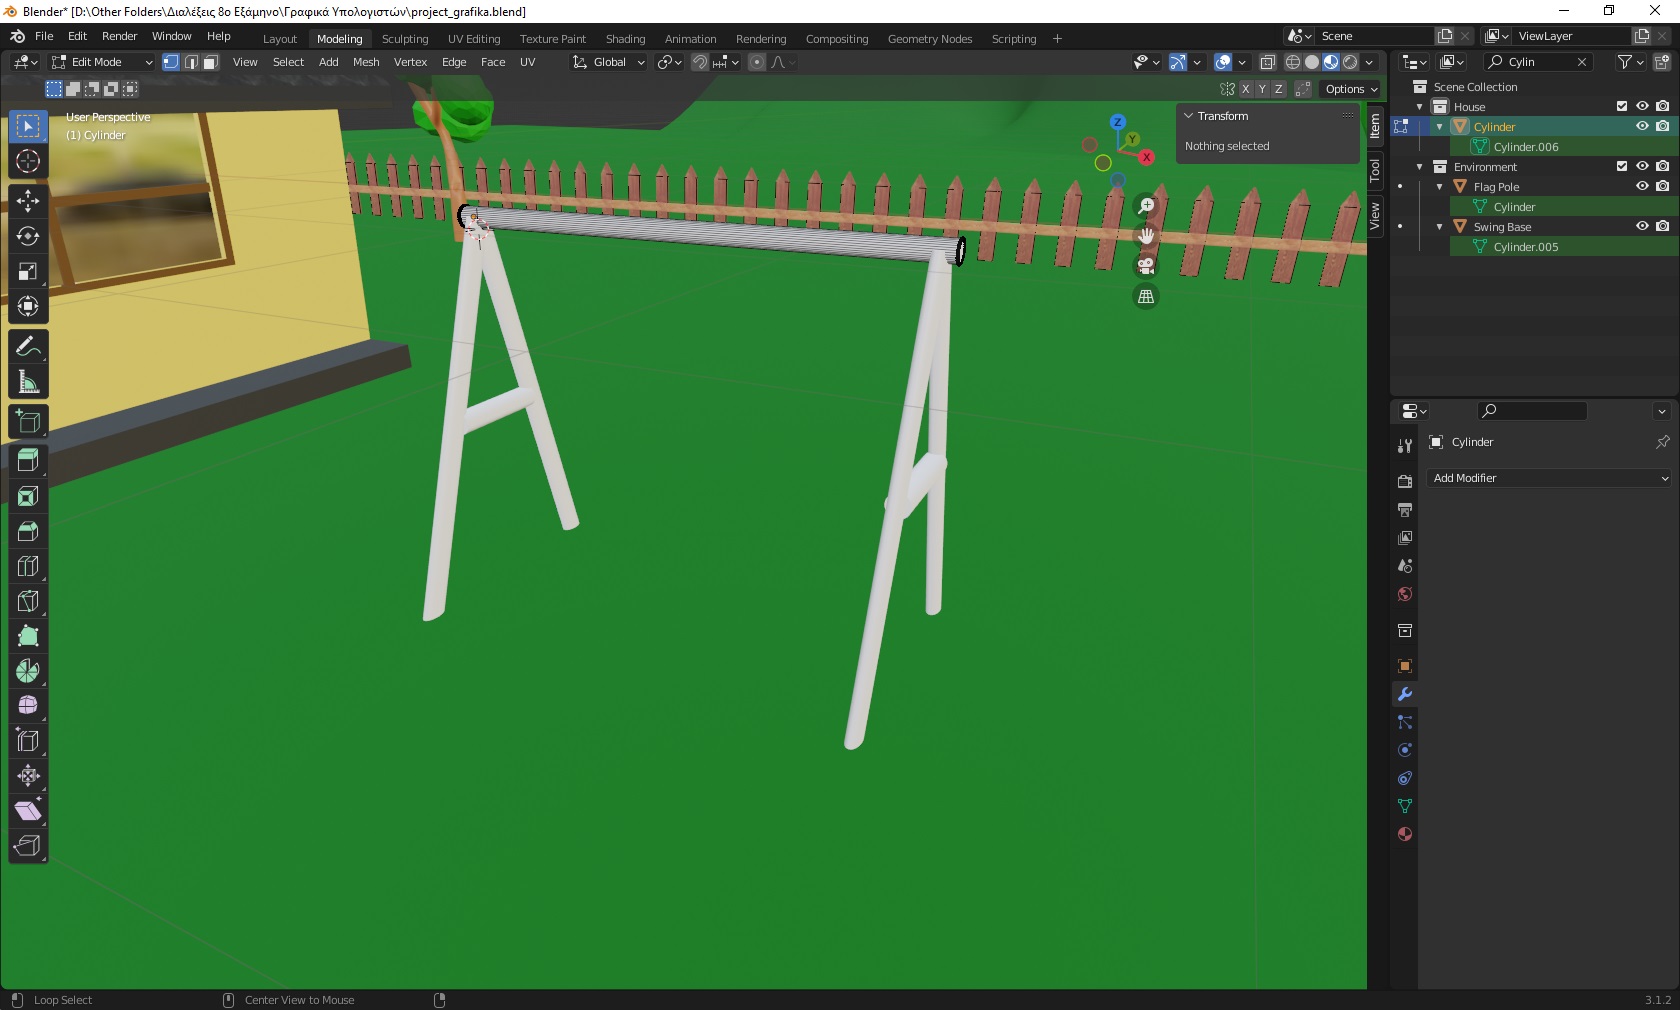 Blender* [D:\Other Folders\Διαλέξεις 8ο Εξάμηνο\Γραφικά Υπολογιστών\project_grafika.blend]
File Edit Render Window Help
Layout Modeling Sculpting UV Editing Texture Paint Shading Animation Rendering Compositing Geometry Nodes Scripting +
Scene
ViewLayer
Edit Mode
View Select Add Mesh Vertex Edge Face UV
Global
Cylin
X Y Z
Options
User Perspective
(1) Cylinder
Transform
Nothing selected
Item
Tool
View
Z
Y
X
Scene Collection
House
Cylinder
Cylinder.006
Environment
Flag Pole
Cylinder
Swing Base
Cylinder.005
Cylinder
Add Modifier
Loop Select
Center View to Mouse
3.1.2